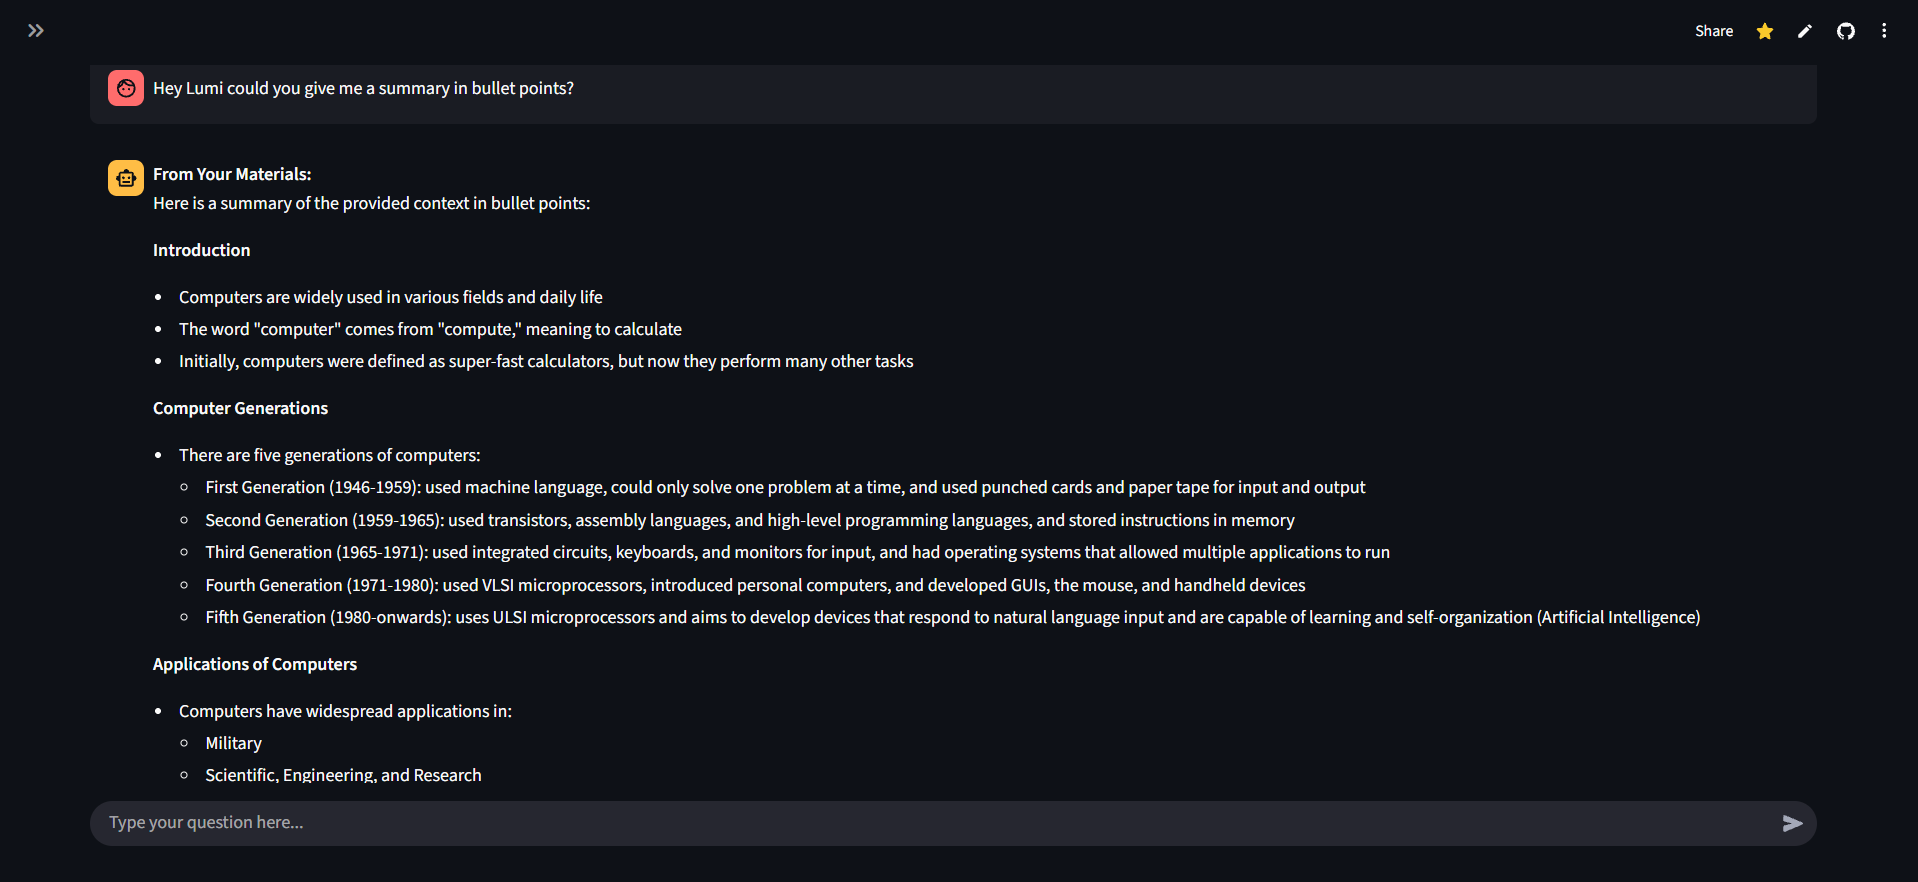 Share
Hey Lumi could you give me a summary in bullet points?
From Your Materials:
Here is a summary of the provided context in bullet points:
Introduction
Computers are widely used in various fields and daily life
The word "computer" comes from "compute," meaning to calculate
Initially, computers were defined as super-fast calculators, but now they perform many other tasks
Computer Generations
There are five generations of computers:
First Generation (1946-1959): used machine language, could only solve one problem at a time, and used punched cards and paper tape for input and output
Second Generation (1959-1965): used transistors, assembly languages, and high-level programming languages, and stored instructions in memory
Third Generation (1965-1971): used integrated circuits, keyboards, and monitors for input, and had operating systems that allowed multiple applications to run
Fourth Generation (1971-1980): used VLSI microprocessors, introduced personal computers, and developed GUIs, the mouse, and handheld devices
Fifth Generation (1980-onwards): uses ULSI microprocessors and aims to develop devices that respond to natural language input and are capable of learning and self-organization (Artificial Intelligence)
Applications of Computers
Computers have widespread applications in:
Military
Scientific, Engineering, and Research
Type your question here...